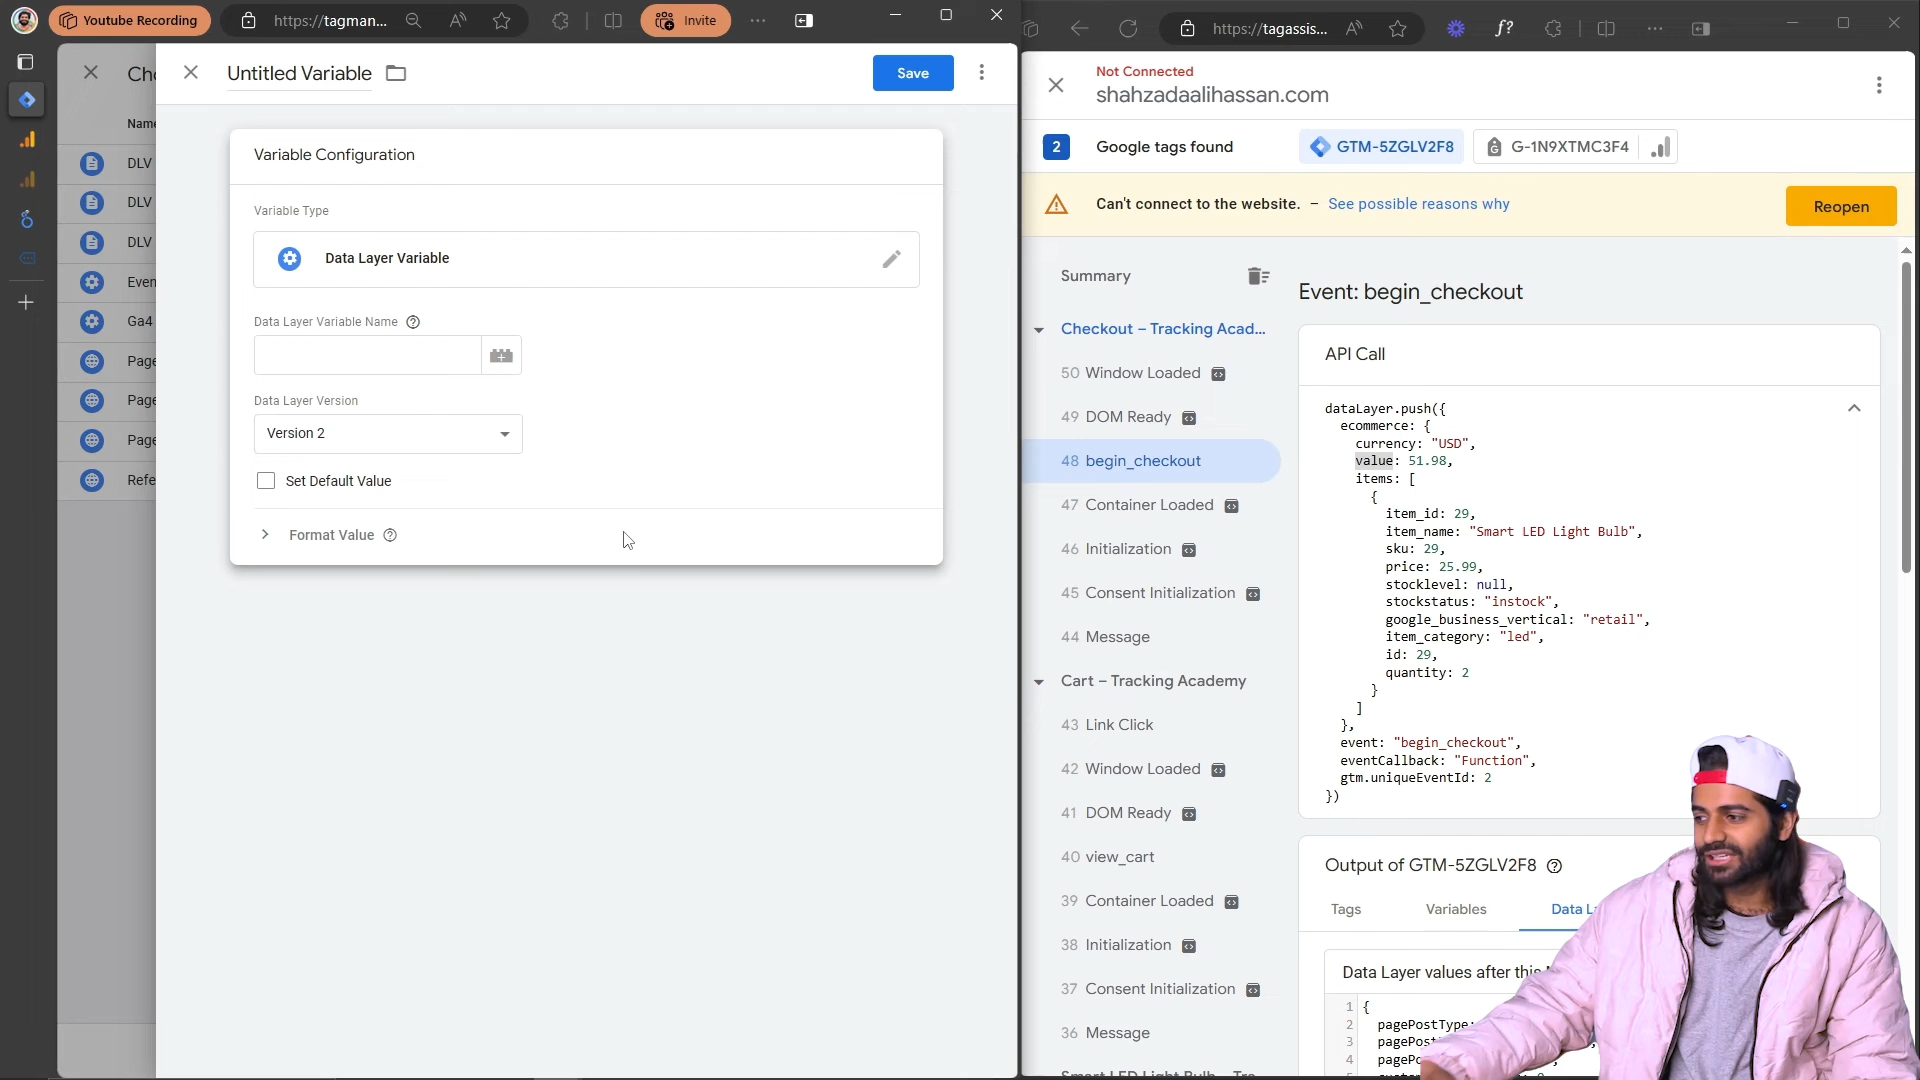 Youtube Recording
https://tagman...
Invite
Cho
Untitled Variable
Save
Name
DLV
DLV
DLV
Even
Ga4
Page
Page
Page
Refe
Variable Configuration
Variable Type
Data Layer Variable
Data Layer Variable Name
Data Layer Version
Version 2
Set Default Value
Format Value
https://tagassis...
f?
Not Connected
shahzadaalihassan.com
2 Google tags found
GTM-5ZGLV2F8
G-1N9XTMC3F4
Can't connect to the website. – See possible reasons why
Reopen
Summary
Checkout – Tracking Acad...
50 Window Loaded
49 DOM Ready
48 begin_checkout
47 Container Loaded
46 Initialization
45 Consent Initialization
44 Message
Cart – Tracking Academy
43 Link Click
42 Window Loaded
41 DOM Ready
40 view_cart
39 Container Loaded
38 Initialization
37 Consent Initialization
36 Message
Smart LED Light Bulb – Tra...
Event: begin_checkout
API Call
dataLayer.push({
ecommerce: {
currency: "USD",
value: 51.98,
items: [
{
item_id: 29,
item_name: "Smart LED Light Bulb",
sku: 29,
price: 25.99,
stocklevel: null,
stockstatus: "instock",
google_business_vertical: "retail",
item_category: "led",
id: 29,
quantity: 2
}
]
},
event: "begin_checkout",
eventCallback: "Function",
gtm.uniqueEventId: 2
})
Output of GTM-5ZGLV2F8
Tags
Variables
Data L
Data Layer values after this
1 {
2 pagePostType:
3 pagePost
4 pagePo